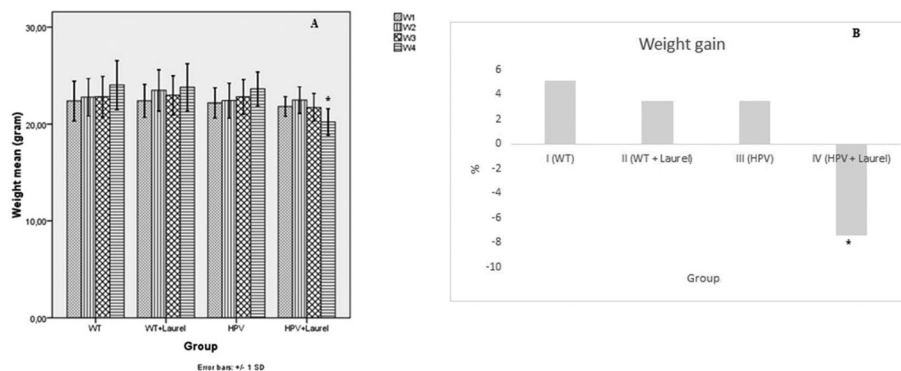 A
W1
W2
W3
W4
30,00
20,00
10,00
0,00
Weight mean (gram)
*
WT
WT+Laurel
HPV
HPV+Laurel
Group
Error bars: +/- 1 SD
B
Weight gain
6
4
2
0
-2
-4
-6
-8
-10
%
I (WT)
II (WT + Laurel)
III (HPV)
IV (HPV + Laurel)
*
Group